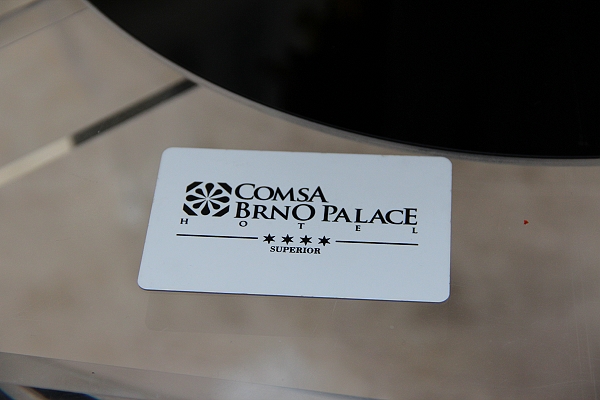 COMSA
BRNO PALACE
HOTEL
★★★★
SUPERIOR